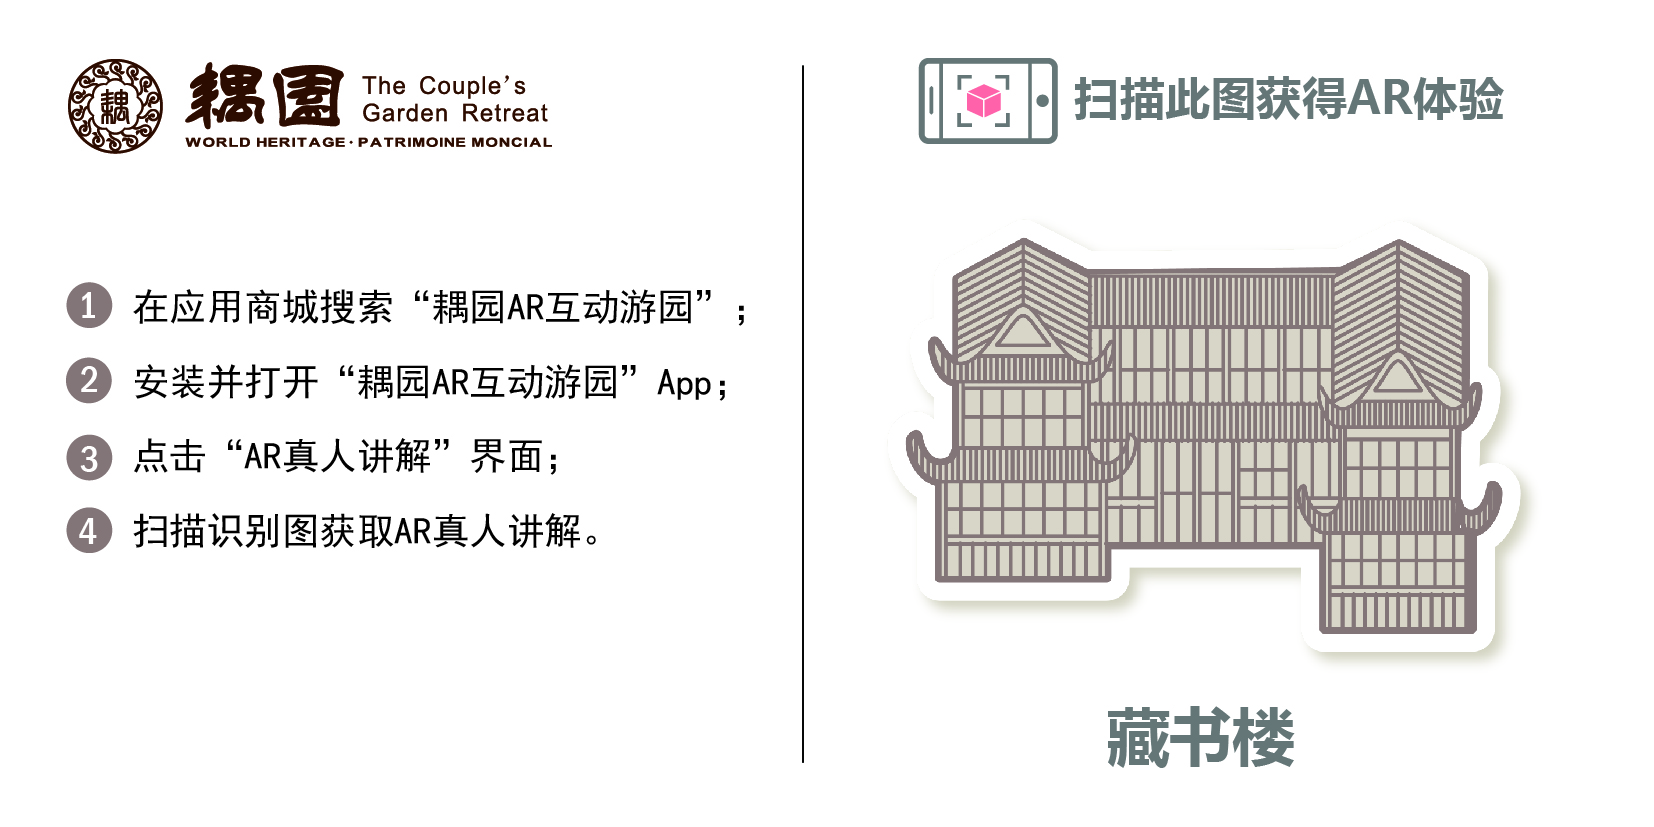 耦
耦園
The Couple's
Garden Retreat
WORLD HERITAGE·PATRIMOINE MONCIAL
1 在应用商城搜索“耦园AR互动游园”；
2 安装并打开“耦园AR互动游园”App；
3 点击“AR真人讲解”界面；
4 扫描识别图获取AR真人讲解。
扫描此图获得AR体验
藏书楼